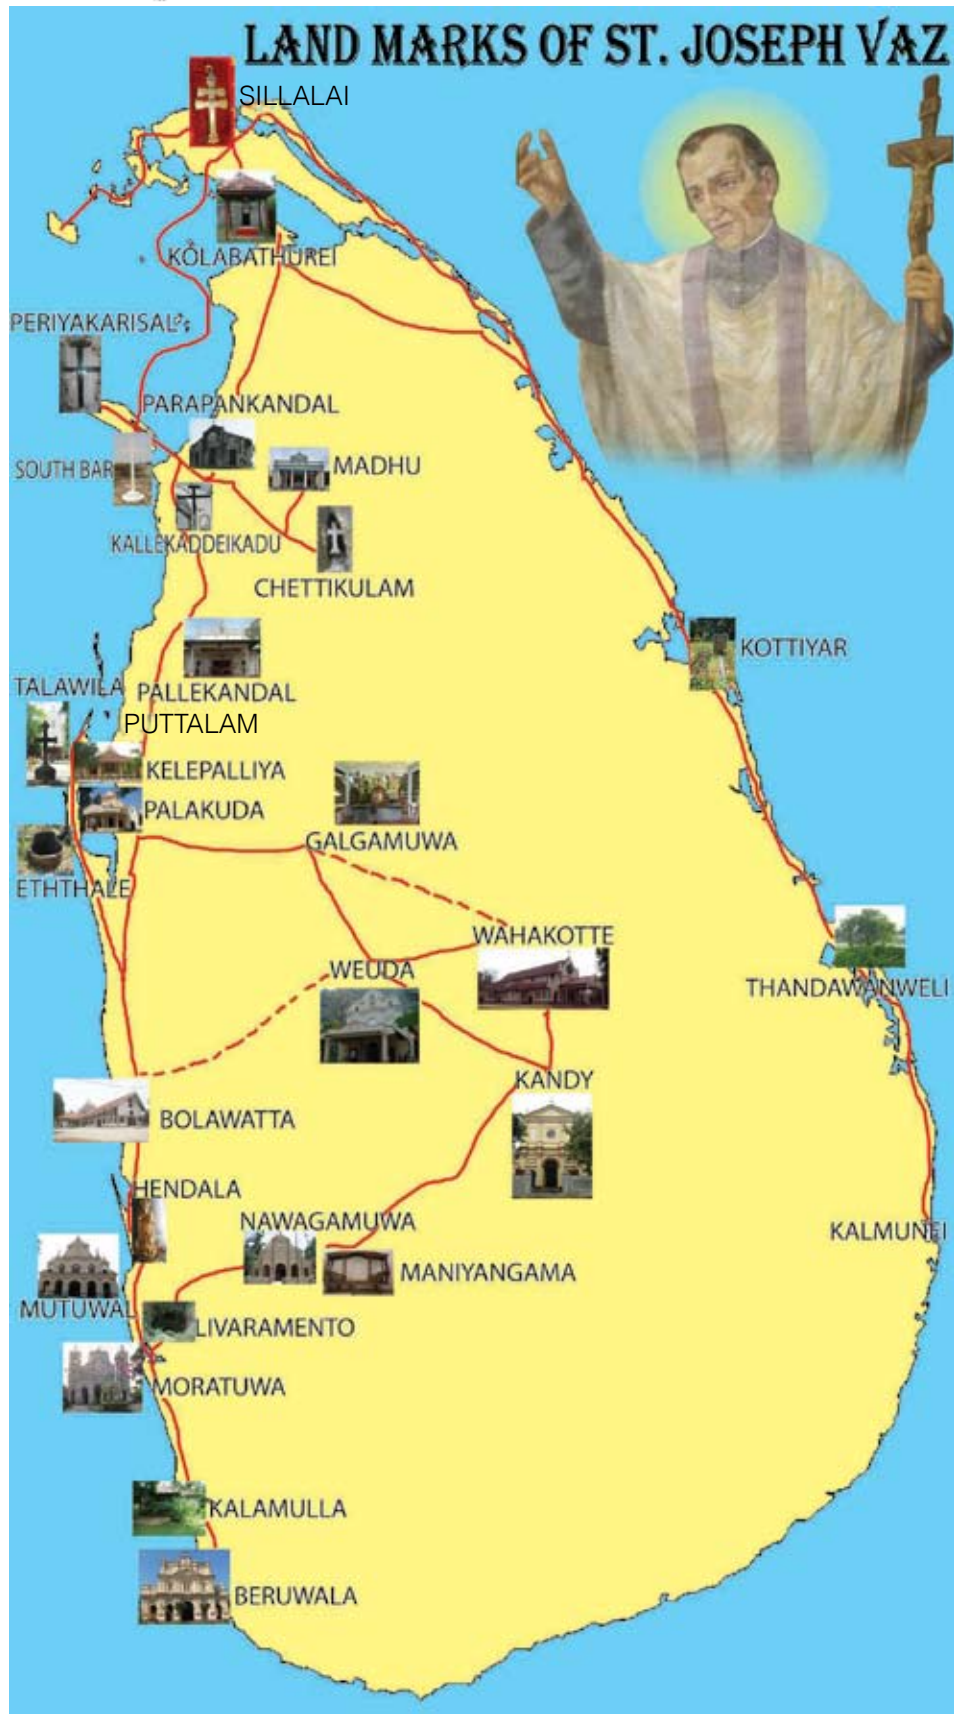 LAND MARKS OF ST. JOSEPH VAZ
SILLALAI
KOLABATHUREI
PERIYAKARISAL
PARAPANKANDAL
SOUTH BAR
MADHU
KALLEKADDEIKADU
CHETTIKULAM
KOTTIYAR
TALAWILA
PALLEKANDAL
PUTTALAM
KELEPALLIYA
PALAKUDA
GALGAMUWA
ETHTHALE
WAHAKOTTE
WEUDA
THANDAWANWELI
KANDY
BOLAWATTA
HENDALA
NAWAGAMUWA
KALMUNEI
MANIYANGAMA
MUTUWAL
LIVARAMENTO
MORATUWA
KALAMULLA
BERUWALA